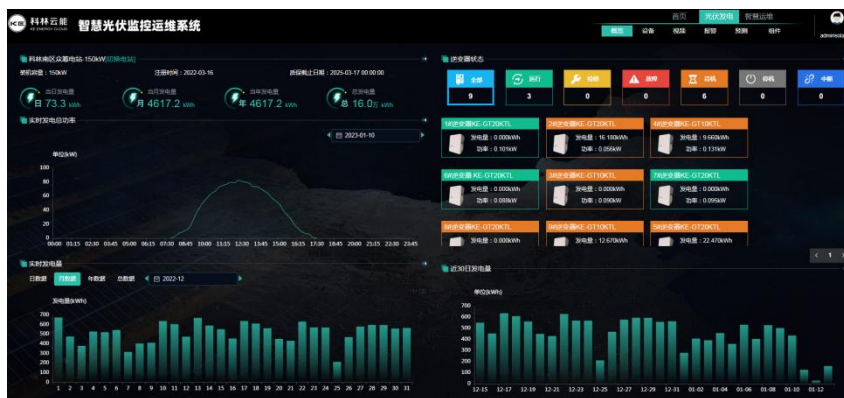 科林云能
KE ENERGY CLOUD
智慧光伏监控运维系统
首页 光伏发电 智慧运维
概览 设备 视频 报警 预测 组件
adminsola
科林南区众筹电站-150kW[切换电站]
装机容量：150kW 注册时间：2022-03-16 质保截止日期：2025-03-17 00:00:00
当日发电量
日 73.3 kWh
当月发电量
月 4617.2 kWh
当年发电量
年 4617.2 kWh
总发电量
总 16.0万 kWh
实时发电总功率
2023-01-10
单位(kW)
100
80
60
40
20
0
00:00 01:15 02:30 03:45 05:00 06:15 07:30 08:45 10:00 11:15 12:30 13:45 15:00 16:15 17:30 18:45 20:00 21:15 22:30 23:45
实时发电量
日数据 月数据 年数据 总数据 2022-12
发电量(kWh)
700
600
500
400
300
200
100
0
1 2 3 4 5 6 7 8 9 10 11 12 13 14 15 16 17 18 19 20 21 22 23 24 25 26 27 28 29 30 31
逆变器状态
全部 运行 故障 待机 停机 中断
9 3 0 0 6 0 0
1#逆变器KE-GT20KTL
发电量：0.000kWh
功率：0.101kW
2#逆变器KE-GT20KTL
发电量：16.180kWh
功率：0.056kW
4#逆变器KE-GT10KTL
发电量：9.660kWh
功率：0.131kW
6#逆变器 KE-GT20KTL
发电量：0.000kWh
功率：0.088kW
3#逆变器KE-GT10KTL
发电量：0.000kWh
功率：0.090kW
7#逆变器KE-GT20KTL
发电量：0.000kWh
功率：0.095kW
KE-GT20KTL
发电量：0.000kWh
KE-GT10KTL
发电量：12.670kWh
5#逆变器KE-GT20KTL
发电量：22.470kWh
< 1 >
近30日发电量
单位(kWh)
700
600
500
400
300
200
100
0
12-15 12-17 12-19 12-21 12-23 12-25 12-27 12-29 12-31 01-02 01-04 01-06 01-08 01-10 01-12